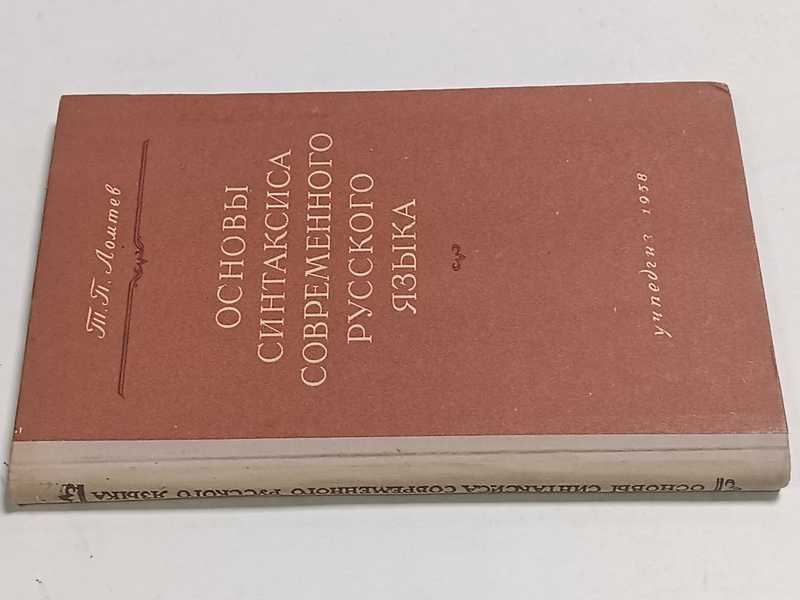 Т. П. Ломтев
ОСНОВЫ
СИНТАКСИСА
СОВРЕМЕННОГО
РУССКОГО
ЯЗЫКА
учпедгиз 1958
ОСНОВЫ СИНТАКСИСА СОВРЕМЕННОГО РУССКОГО ЯЗЫКА